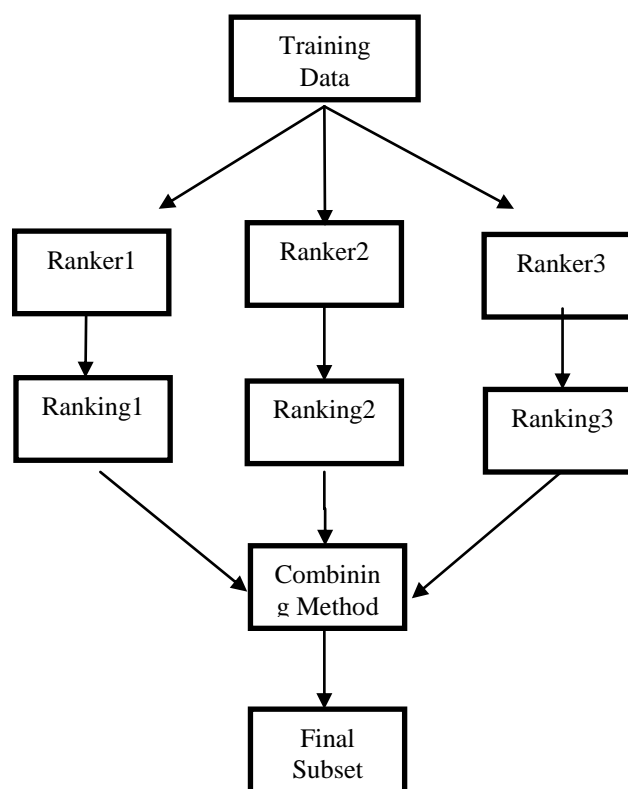 Training
Data
Ranker1
Ranker2
Ranker3
Ranking1
Ranking2
Ranking3
Combinin
g Method
Final
Subset